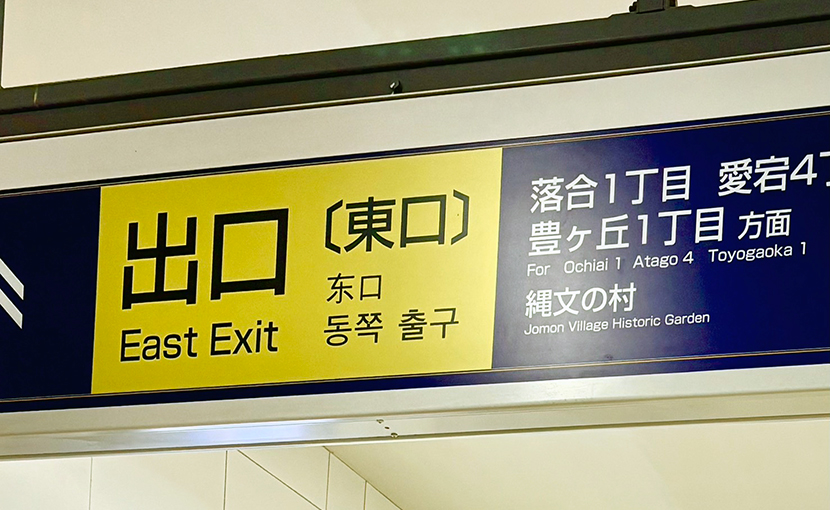 出口
East Exit
〔東口〕
东口
동쪽 출구
落合1丁目 愛宕4丁
豊ヶ丘1丁目 方面
For Ochiai 1 Atago 4 Toyogaoka 1
縄文の村
Jomon Village Historic Garden